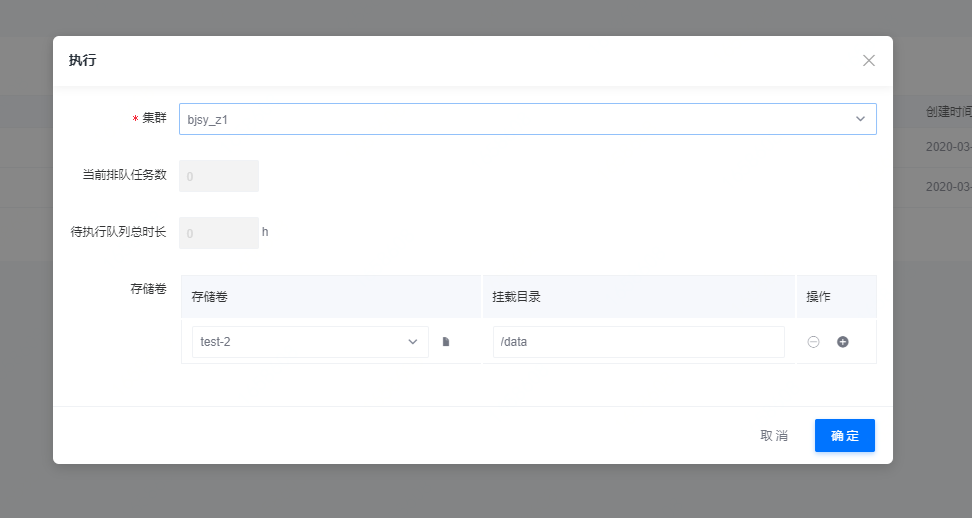 执行
* 集群
bjsy_z1
创建时间
2020-03-
当前排队任务数
0
2020-03-
待执行队列总时长
0 h
存储卷
存储卷 挂载目录 操作
test-2 /data
取消 确定